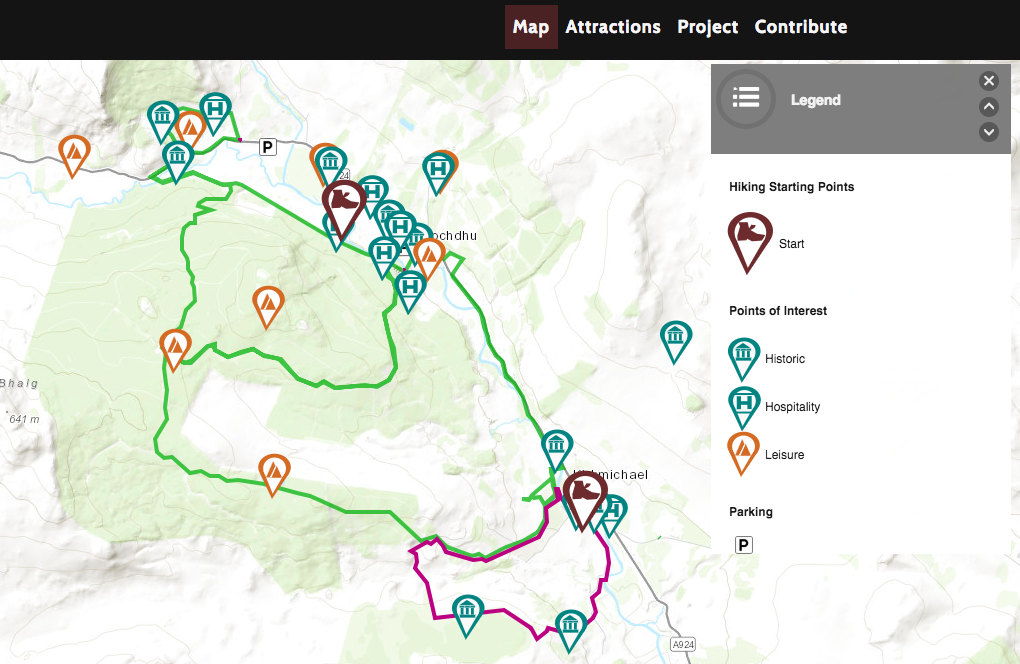 Map Attractions Project Contribute
Legend
Hiking Starting Points
Start
Points of Interest
Historic
Hospitality
Leisure
Parking
P
P
24
ochdhu
Bhalg
641 m
michael
A924